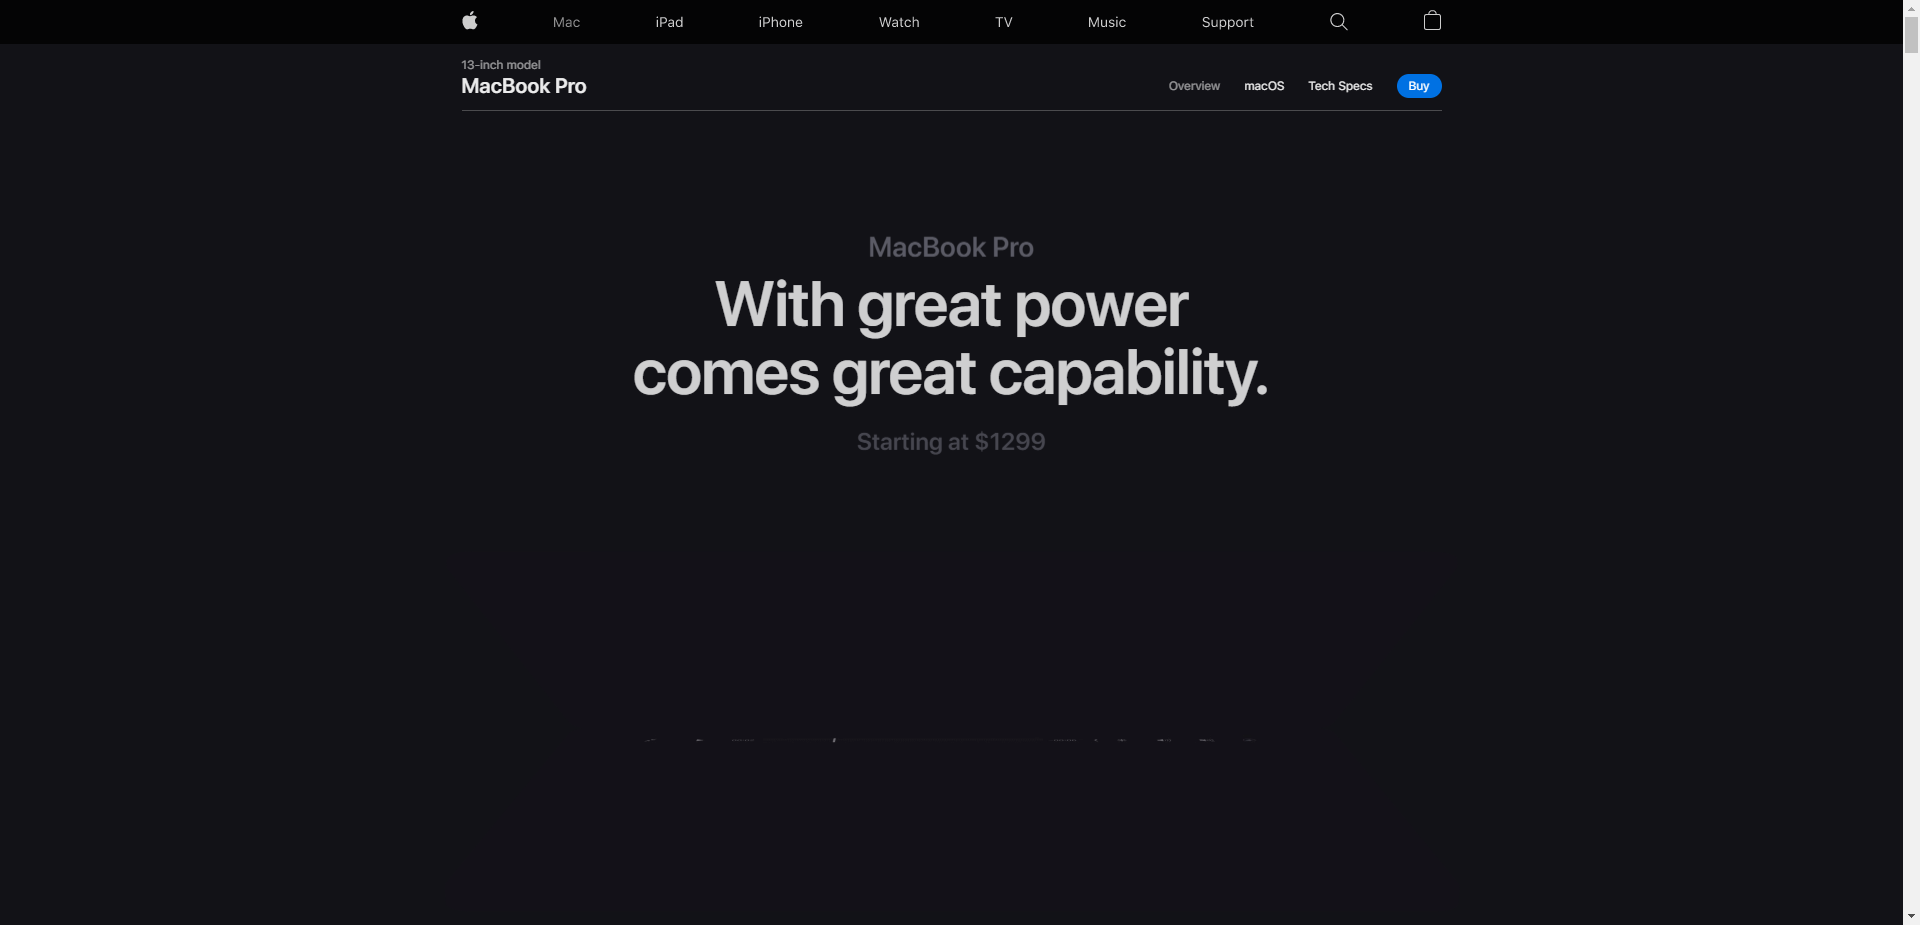 Mac iPad iPhone Watch TV Music Support
13-inch model
MacBook Pro
Overview macOS Tech Specs Buy
MacBook Pro
With great power
comes great capability.
Starting at $1299